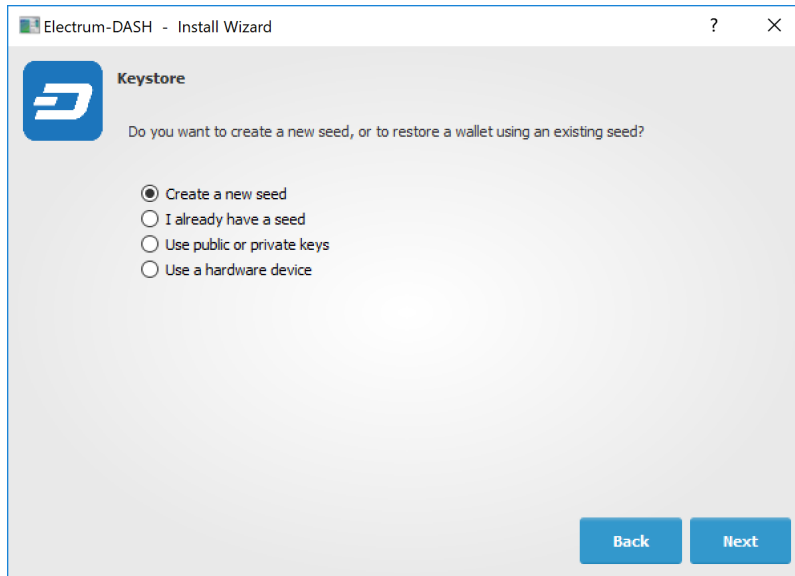 Electrum-DASH - Install Wizard
?
Keystore
Do you want to create a new seed, or to restore a wallet using an existing seed?
Create a new seed
I already have a seed
Use public or private keys
Use a hardware device
Back
Next